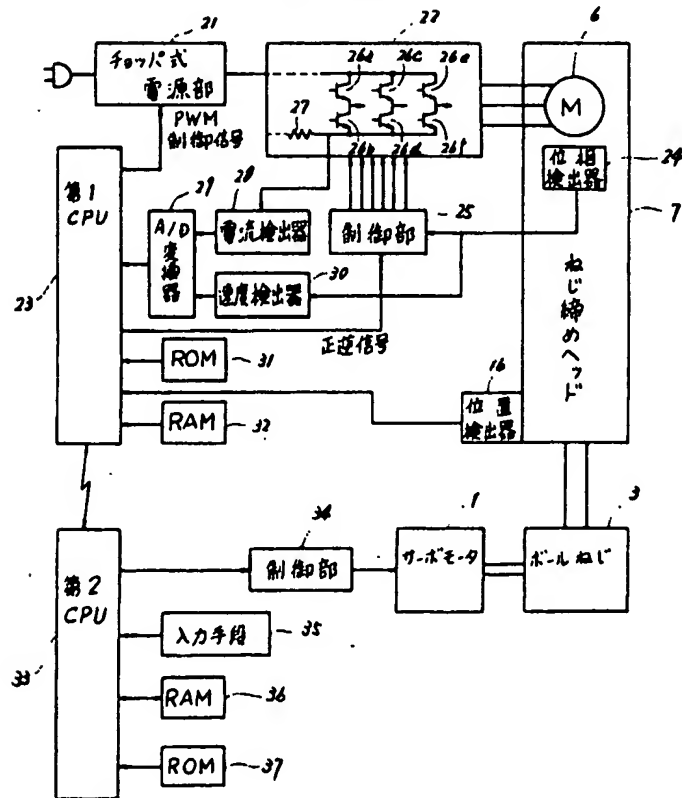 21
チョッパ式
電源部
PWM
制御信号
22
26a
26c
26e
27
26b
26d
26f
6
M
位相
検出器
24
7
第1
CPU
23
29
A/D
変換器
28
電流検出器
制御部
25
30
速度検出器
正逆信号
ROM
31
RAM
32
16
位置
検出器
ねじ締めヘッド
第2
CPU
33
34
制御部
1
サーボモータ
3
ボールねじ
入力手段
35
RAM
36
ROM
37